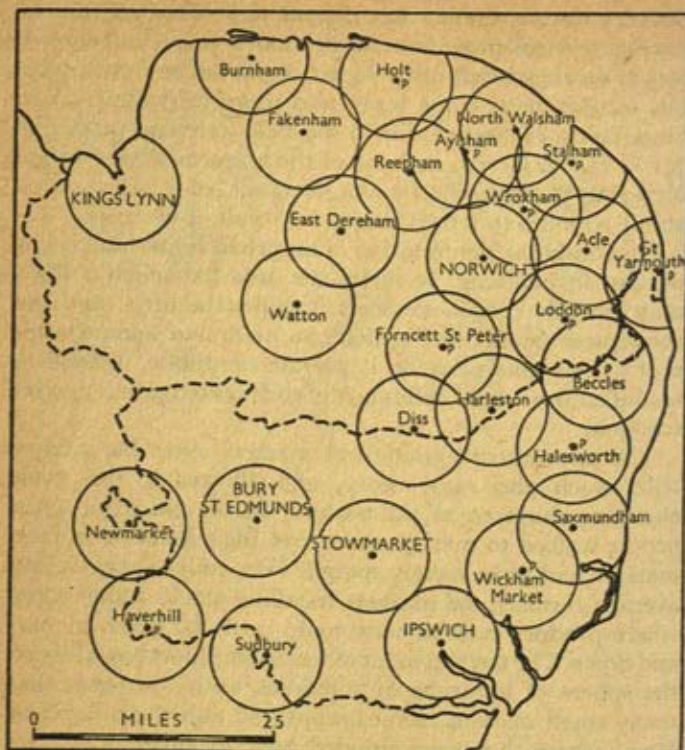 Burnham
Holt
P
Fakenham
North Walsham
P
Aylsham
P
Stalham
P
Reepham
P
KINGS LYNN
Wroxham
P
East Dereham
Acle
Gt
Yarmouth
P
NORWICH
Watton
Loddon
P
Forncett St Peter
P
Beccles
P
Harleston
P
Diss
Halesworth
P
BURY
ST. EDMUNDS
Newmarket
STOWMARKET
Saxmundham
Wickham
Market
P
Haverhill
P
Sudbury
IPSWICH
0 MILES 25